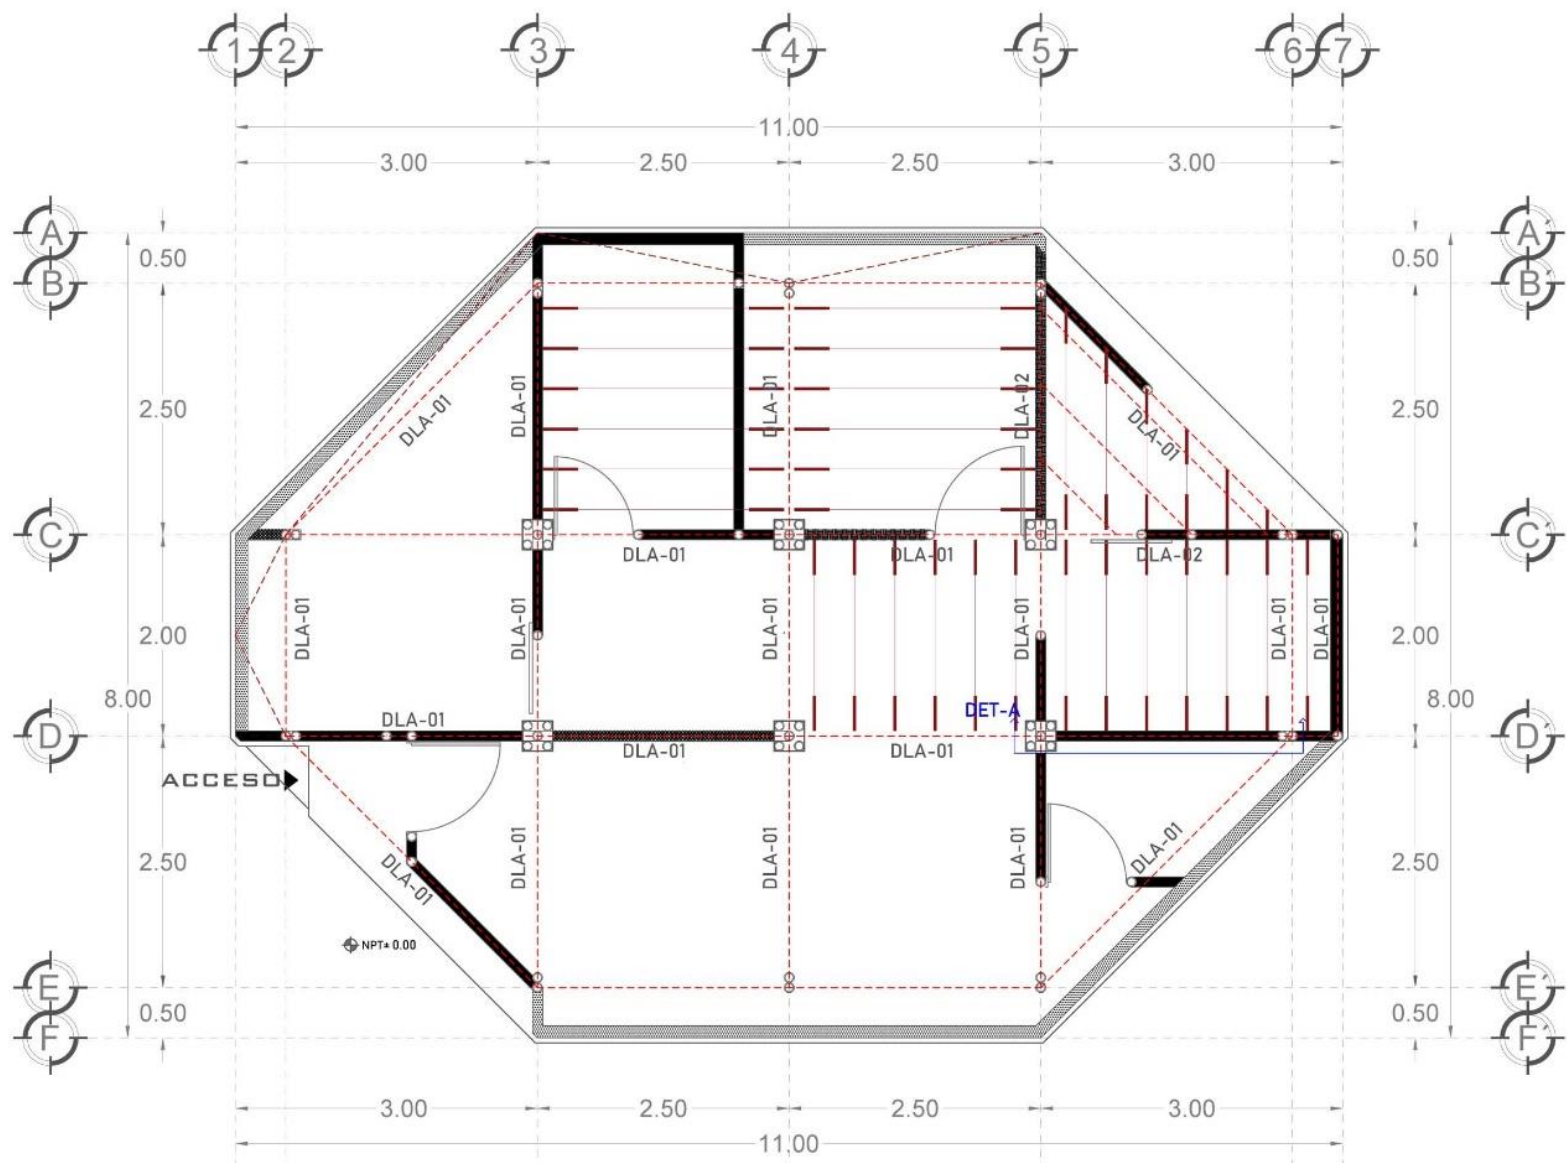 1 2 3 4 5 6 7
11.00
3.00 2.50 2.50 3.00
A A
0.50 0.50
B B
2.50 DLA-01 DLA-01 DLA-01 DLA-02 DLA-01 2.50
C C
DLA-01 DLA-01 DLA-02
2.00 DLA-01 DLA-01 DLA-01 DLA-01 DLA-01 DLA-01 2.00
8.00 8.00
DET-A
DLA-01
D D
DLA-01 DLA-01
ACCESO
2.50 DLA-01 DLA-01 DLA-01 DLA-01 DLA-01 2.50
NPT± 0.00
E E
0.50 0.50
F F
3.00 2.50 2.50 3.00
11.00